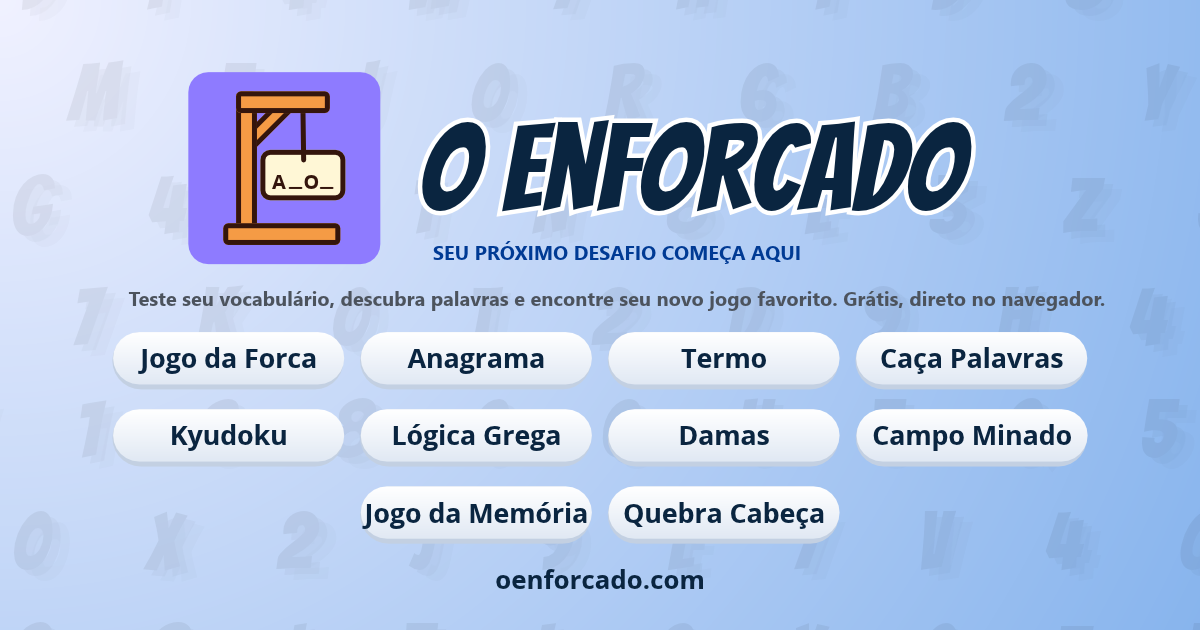 A_O_
O ENFORCADO
SEU PRÓXIMO DESAFIO COMEÇA AQUI
Teste seu vocabulário, descubra palavras e encontre seu novo jogo favorito. Grátis, direto no navegador.
Jogo da Forca
Anagrama
Termo
Caça Palavras
Kyudoku
Lógica Grega
Damas
Campo Minado
Jogo da Memória
Quebra Cabeça
oenforcado.com